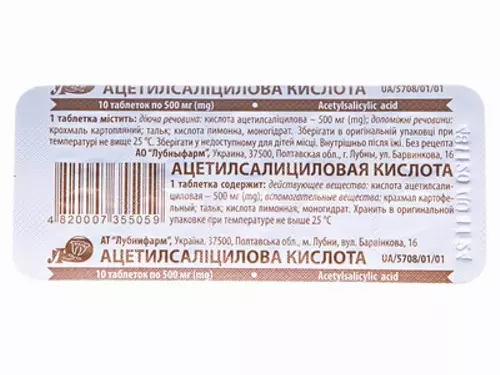 АЦЕТИЛСАЛІЦИЛОВА КИСЛОТА UA/5708/01/01
10 таблеток по 500 мг (mg) Acetylsalicylic acid
1 таблетка містить: діюча речовина: кислота ацетилсаліцилова – 500 мг (mg); допоміжні речовини:
крохмаль картопляний; тальк; кислота лимонна, моногідрат. Зберігати в оригінальній упаковці при
температурі не вище 25 °С. Зберігати у недоступному для дітей місці. Внутрішньо після їжі. Без рецепта
АО "Лубныфарм", Украина, 37500, Полтавская обл., г. Лубны, ул. Барвинкова, 16
АЦЕТИЛСАЛИЦИЛОВАЯ КИСЛОТА
1 таблетка содержит: действующее вещество: кислота ацетилсали-
циловая – 500 мг (mg); вспомогательные вещества: крахмал картофе-
льный; тальк; кислота лимонная, моногидрат. Хранить в оригинальной
упаковке при температуре не выше 25 °С
4 820007 355059
АТ "Лубнифарм", Україна, 37500, Полтавська обл., м. Лубни, вул. Барвінкова, 16
АЦЕТИЛСАЛІЦИЛОВА КИСЛОТА UA/5708/01/01
10 таблеток по 500 мг (mg) Acetylsalicylic acid